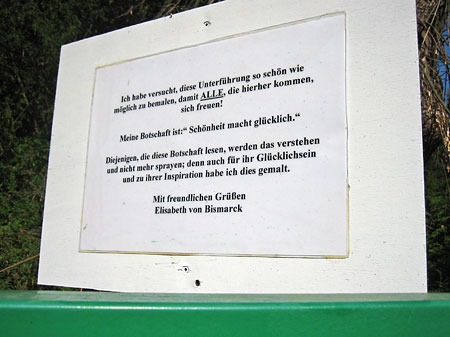 Ich habe versucht, diese Unterführung so schön wie
möglich zu bemalen, damit ALLE, die hierher kommen,
sich freuen!
Meine Botschaft ist:“ Schönheit macht glücklich.“
Diejenigen, die diese Botschaft lesen, werden das verstehen
und nicht mehr sprayen; denn auch für ihr Glücklichsein
und zu ihrer Inspiration habe ich dies gemalt.
Mit freundlichen Grüßen
Elisabeth von Bismarck